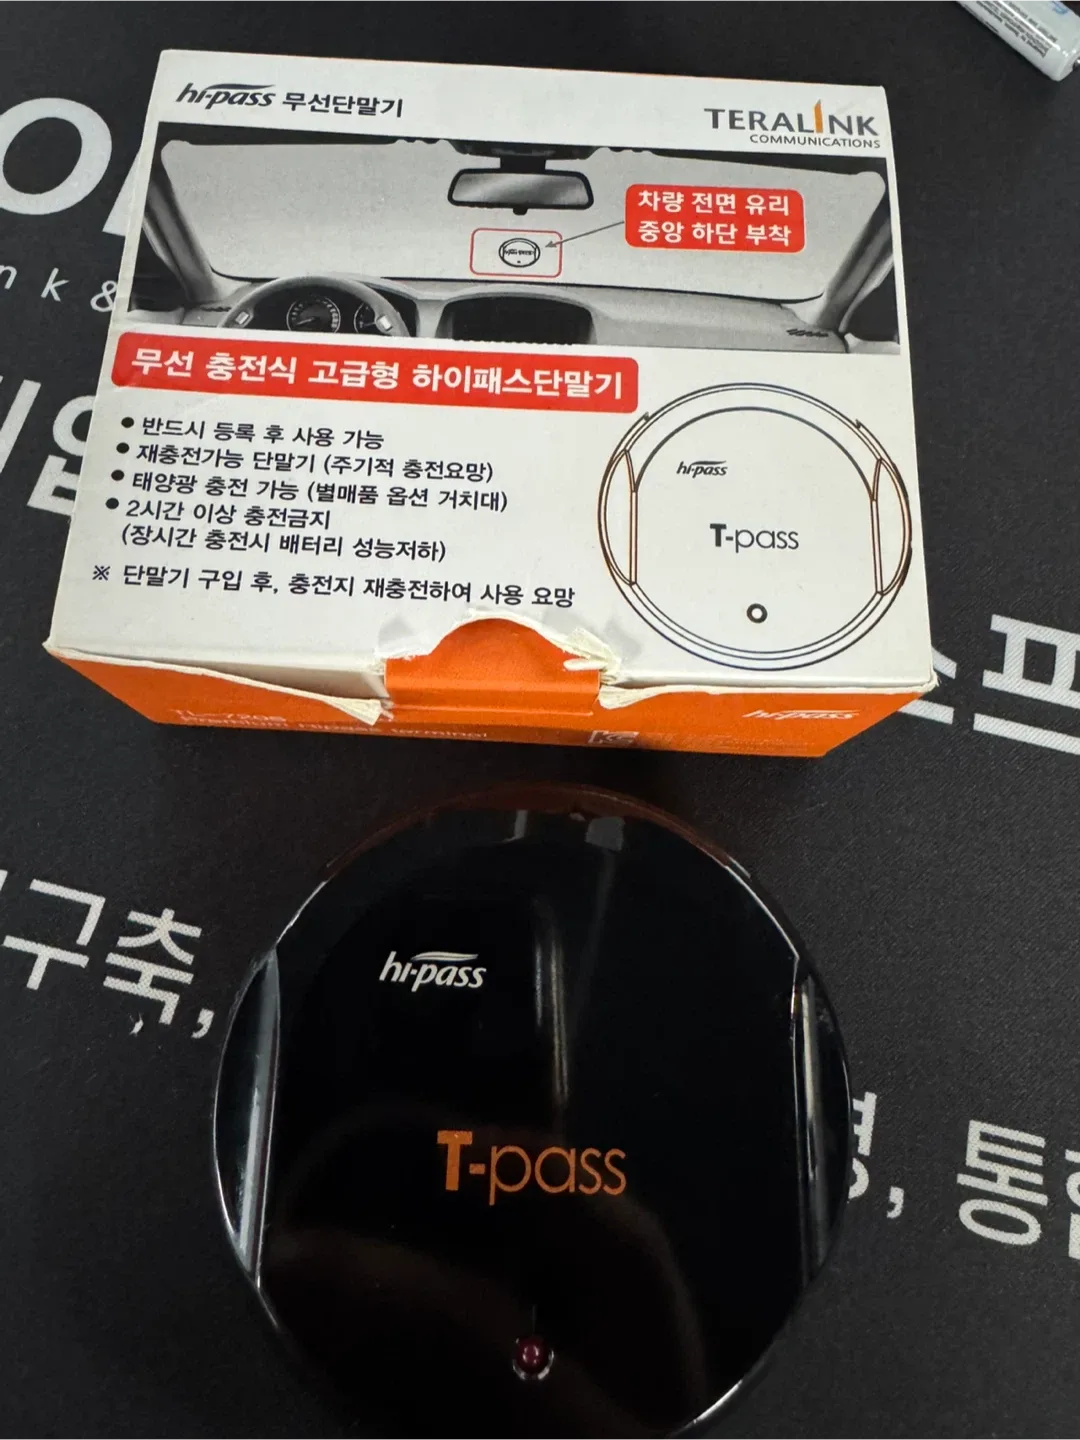 hi-pass 무선단말기
TERALINK
COMMUNICATIONS
차량 전면 유리
중앙 하단 부착
무선 충전식 고급형 하이패스단말기
● 반드시 등록 후 사용 가능
● 재충전가능 단말기 (주기적 충전요망)
● 태양광 충전 가능 (별매품 옵션 거치대)
● 2시간 이상 충전금지
(장시간 충전시 배터리 성능저하)
※ 단말기 구입 후, 충전지 재충전하여 사용 요망
hi-pass
T-pass
hi-pass
구축,
hi-pass
T-pass
, 통합